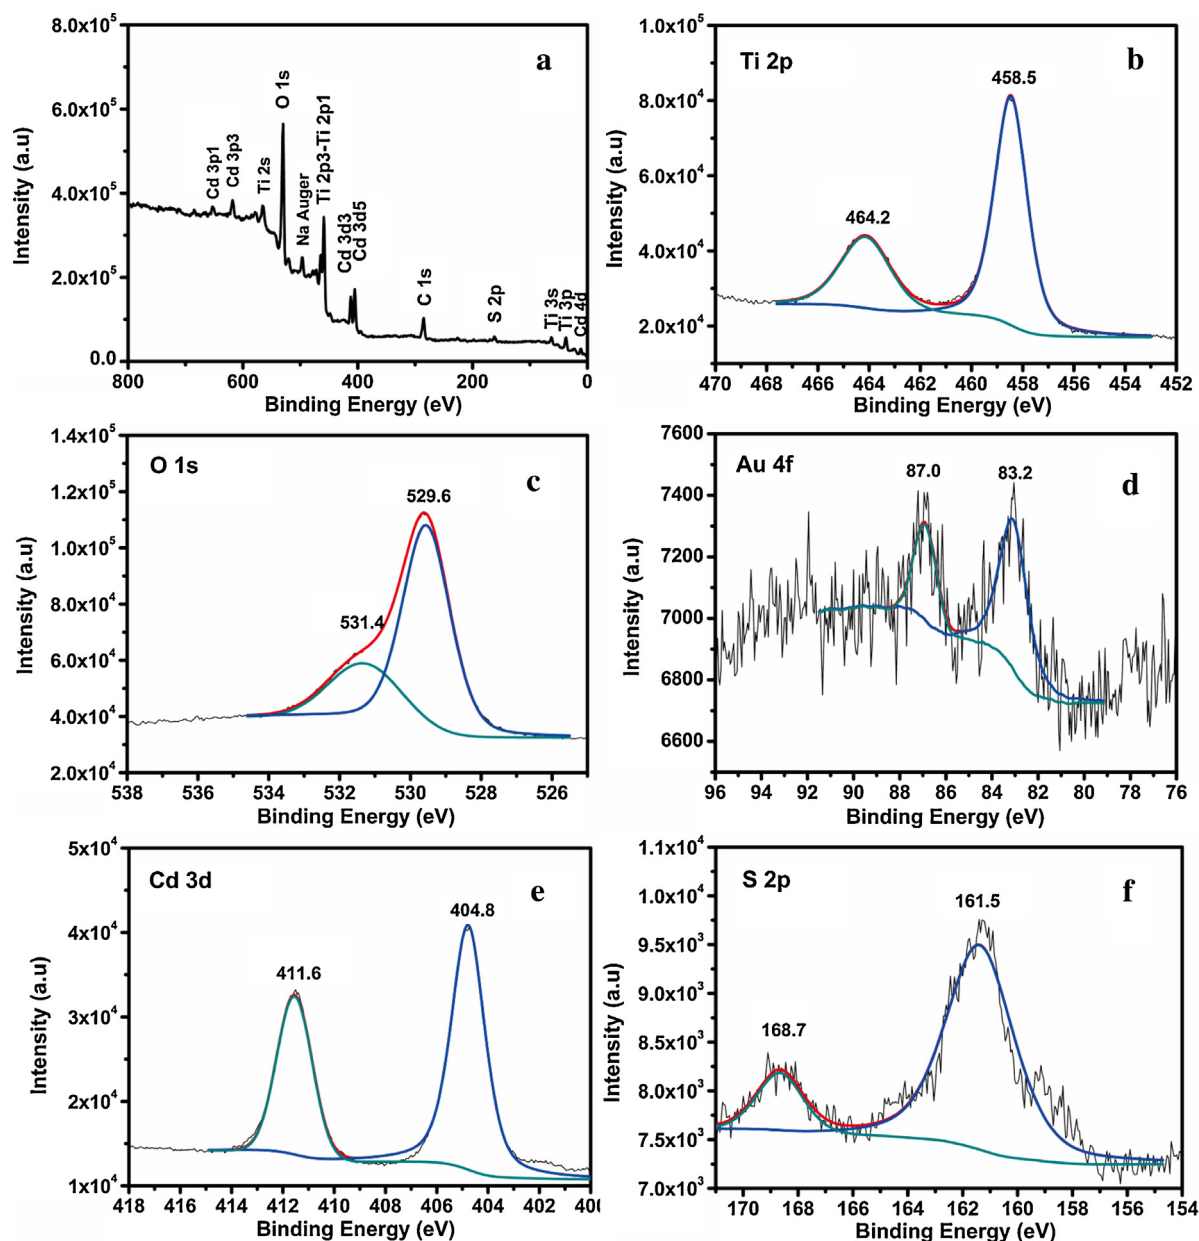 a
8.0x10⁵
6.0x10⁵
4.0x10⁵
2.0x10⁵
0.0
Intensity (a.u)
Cd 3p1
Cd 3p3
Ti 2s
O 1s
Na Auger
Ti 2p3-Ti 2p1
Cd 3d3
Cd 3d5
C 1s
S 2p
Ti 3s
Ti 3p
Cd 4d
800 600 400 200 0
Binding Energy (eV)
Ti 2p
b
458.5
464.2
1.0x10⁵
8.0x10⁴
6.0x10⁴
4.0x10⁴
2.0x10⁴
Intensity (a.u)
470 468 466 464 462 460 458 456 454 452
Binding Energy (eV)
O 1s
c
529.6
531.4
1.4x10⁵
1.2x10⁵
1.0x10⁵
8.0x10⁴
6.0x10⁴
4.0x10⁴
2.0x10⁴
Intensity (a.u)
538 536 534 532 530 528 526
Binding Energy (eV)
Au 4f
d
87.0
83.2
7600
7400
7200
7000
6800
6600
Intensity (a.u)
96 94 92 90 88 86 84 82 80 78 76
Binding Energy (eV)
Cd 3d
e
404.8
411.6
5x10⁴
4x10⁴
3x10⁴
2x10⁴
1x10⁴
Intensity (a.u)
418 416 414 412 410 408 406 404 402 400
Binding Energy (eV)
S 2p
f
161.5
168.7
1.1x10⁴
9.5x10³
9.0x10³
8.5x10³
8.0x10³
7.5x10³
7.0x10³
Intensity (a.u)
170 168 166 164 162 160 158 156 154
Binding Energy (eV)